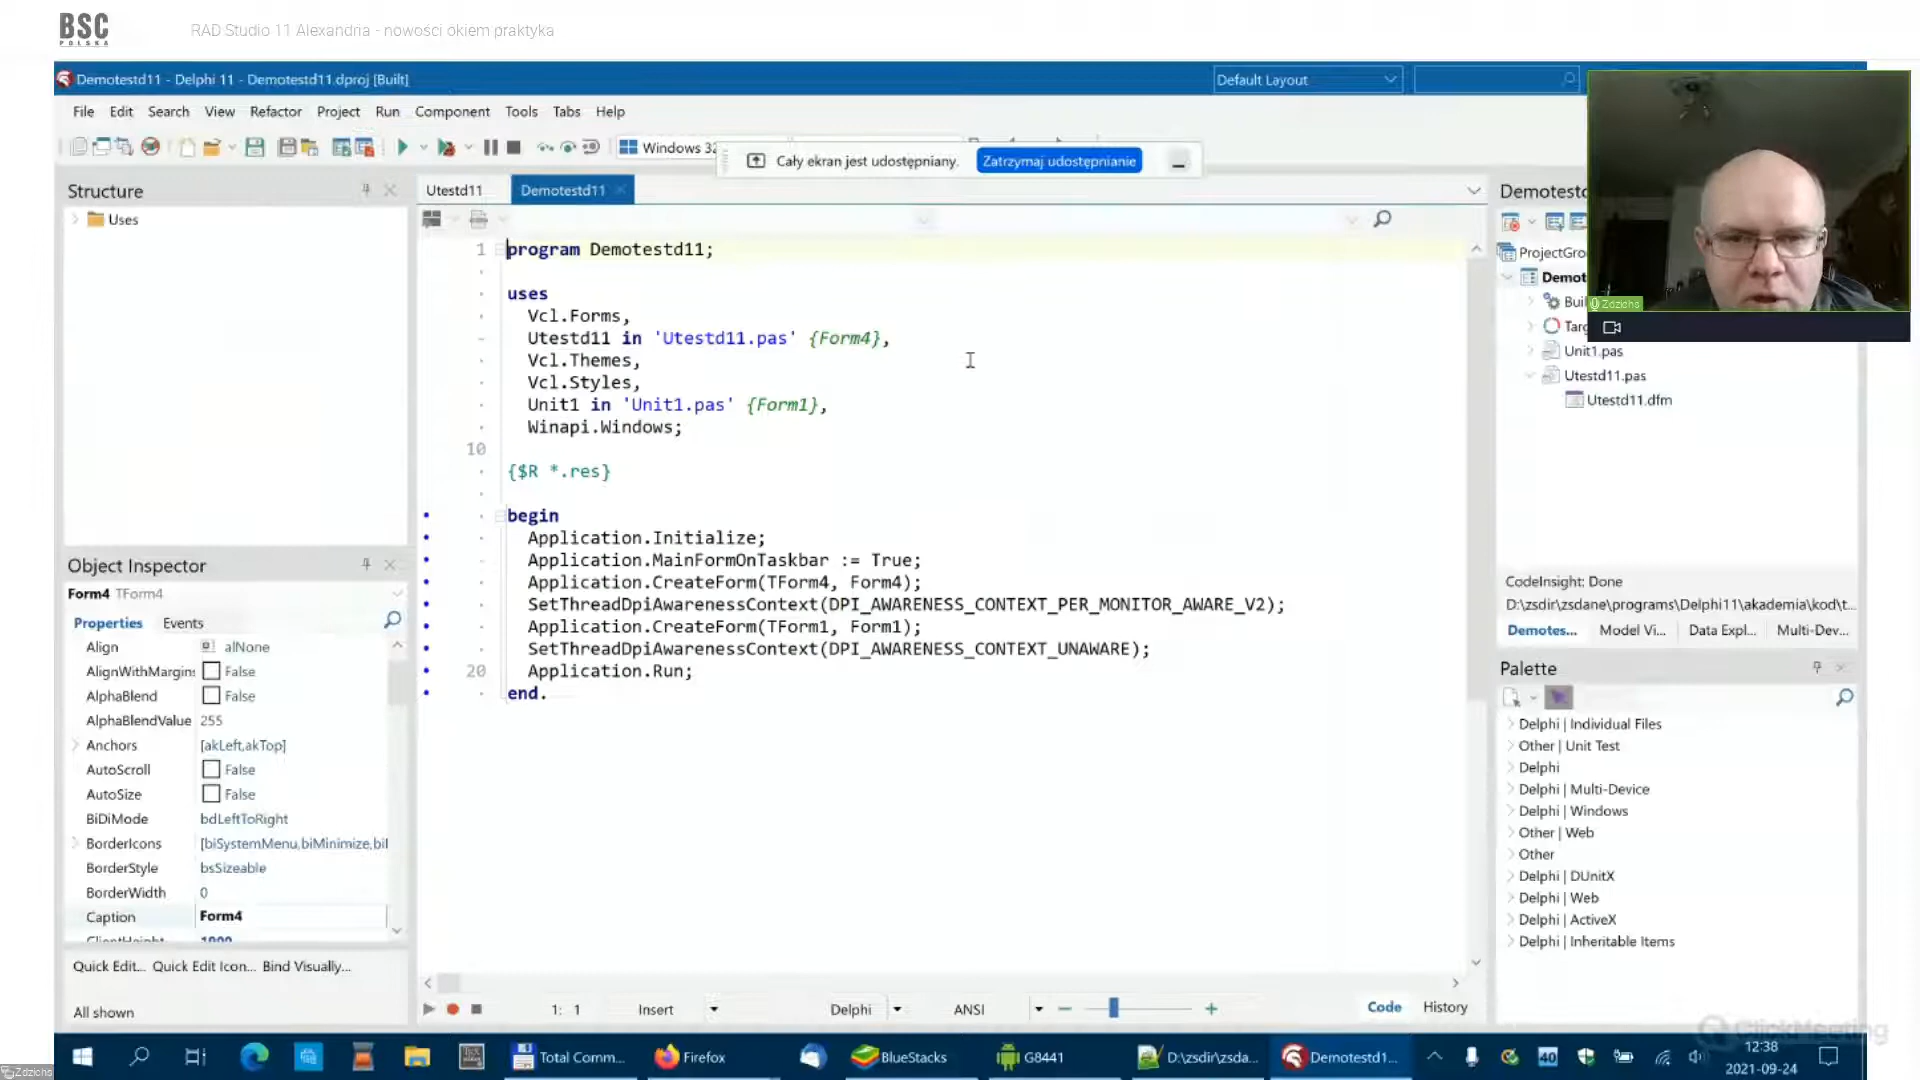 BSC
POLSKA
RAD Studio 11 Alexandria - nowości okiem praktyka
Demotestd11 - Delphi 11 - Demotestd11.dproj [Built]
Default Layout
File Edit Search View Refactor Project Run Component Tools Tabs Help
Windows 32
Cały ekran jest udostępniany.
Zatrzymaj udostępnianie
Structure
Uses
Utestd11
Demotestd11
1 program Demotestd11;
uses
Vcl.Forms,
Utestd11 in 'Utestd11.pas' {Form4},
Vcl.Themes,
Vcl.Styles,
Unit1 in 'Unit1.pas' {Form1},
Winapi.Windows;
10
{$R *.res}
begin
Application.Initialize;
Application.MainFormOnTaskbar := True;
Application.CreateForm(TForm4, Form4);
SetThreadDpiAwarenessContext(DPI_AWARENESS_CONTEXT_PER_MONITOR_AWARE_V2);
Application.CreateForm(TForm1, Form1);
SetThreadDpiAwarenessContext(DPI_AWARENESS_CONTEXT_UNAWARE);
20 Application.Run;
end.
Object Inspector
Form4 TForm4
Properties Events
Align alNone
AlignWithMargins False
AlphaBlend False
AlphaBlendValue 255
Anchors [akLeft,akTop]
AutoScroll False
AutoSize False
BiDiMode bdLeftToRight
BorderIcons [biSystemMenu,biMinimize,bi
BorderStyle bsSizeable
BorderWidth 0
Caption Form4
ClientHeight 1000
Quick Edit... Quick Edit Icon... Bind Visually...
All shown
1: 1 Insert Delphi ANSI Code History
Demotestd
Zdzichs
ProjectGro
Demot
Buil
Targ
Unit1.pas
Utestd11.pas
Utestd11.dfm
CodeInsight: Done
D:\zsdir\zsdane\programs\Delphi11\akademia\kod\t...
Demotes... Model Vi... Data Expl... Multi-Dev...
Palette
Delphi | Individual Files
Other | Unit Test
Delphi
Delphi | Multi-Device
Delphi | Windows
Other | Web
Other
Delphi | DUnitX
Delphi | Web
Delphi | ActiveX
Delphi | Inheritable Items
ClickMeeting
Zdzichs
Total Comm...
Firefox
BlueStacks
G8441
D:\zsdir\zsda...
Demotestd1...
40
12:38
2021-09-24